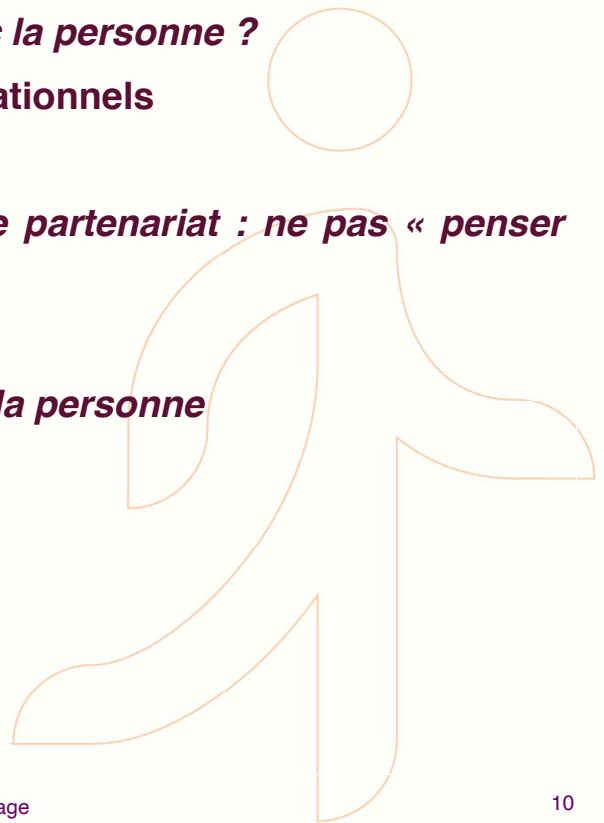 la personne ?
ationnels
e partenariat : ne pas « penser
la personne
age
10